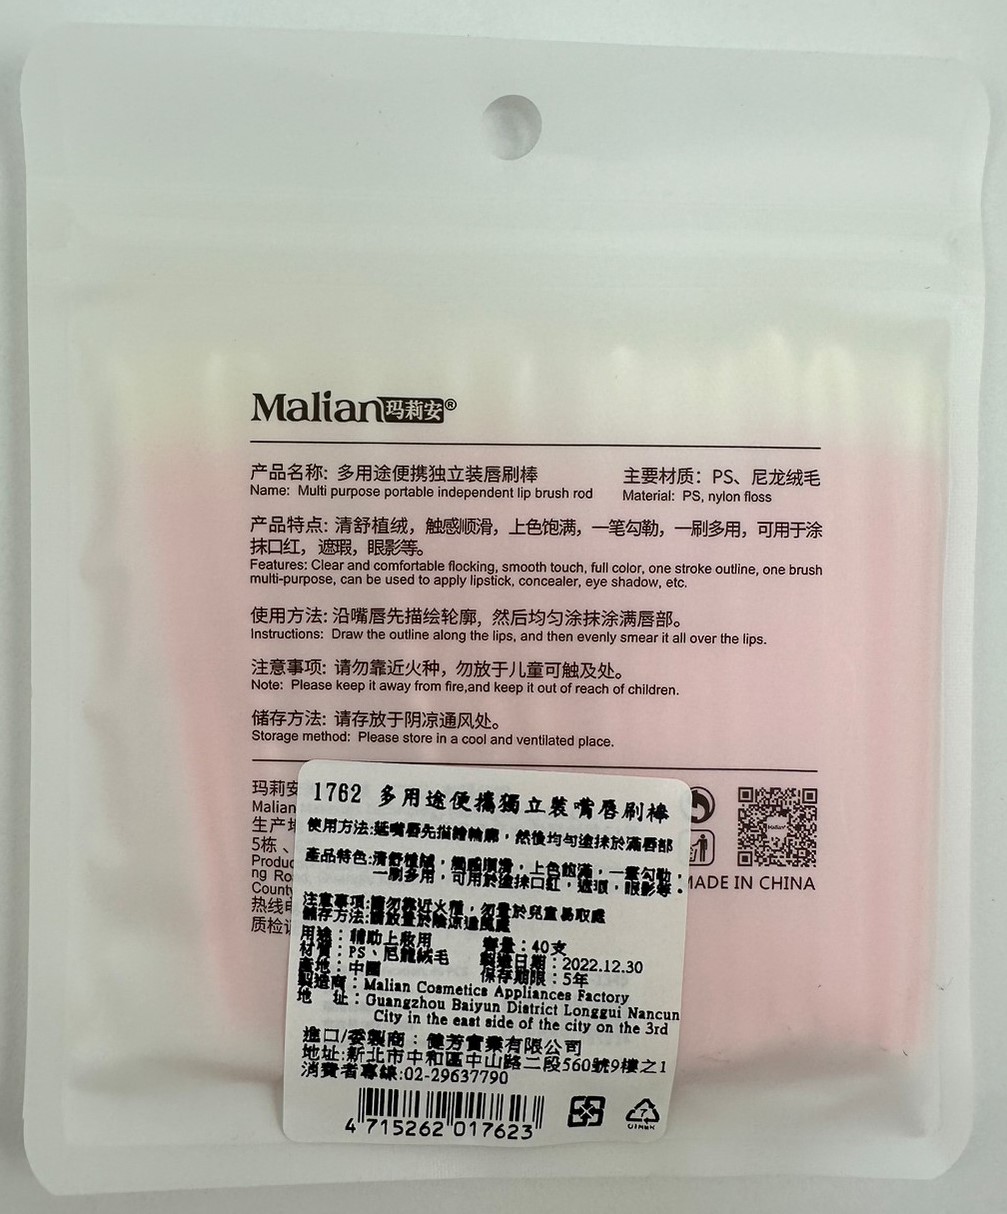 Malian玛莉安®
产品名称: 多用途便携独立装唇刷棒 主要材质: PS、尼龙绒毛
Name: Multi purpose portable independent lip brush rod Material: PS, nylon floss
产品特点: 清舒植绒，触感顺滑，上色饱满，一笔勾勒，一刷多用，可用于涂
抹口红，遮瑕，眼影等。
Features: Clear and comfortable flocking, smooth touch, full color, one stroke outline, one brush
multi-purpose, can be used to apply lipstick, concealer, eye shadow, etc.
使用方法: 沿嘴唇先描绘轮廓，然后均匀涂抹涂满唇部。
Instructions: Draw the outline along the lips, and then evenly smear it all over the lips.
注意事项: 请勿靠近火种，勿放于儿童可触及处。
Note: Please keep it away from fire,and keep it out of reach of children.
储存方法: 请存放于阴凉通风处。
Storage method: Please store in a cool and ventilated place.
玛莉安
Malian
生产地
5栋、
Produc
ng Ro
County
热线电
质检
MADE IN CHINA
1762 多用途便攜獨立裝嘴唇刷棒
使用方法:延嘴唇先描繪輪廓，然後均勻塗抹於滿唇部
產品特色:清舒植絨，觸感順滑，上色飽滿，一筆勾勒，
一刷多用，可用於塗抹口紅，遮瑕，眼影等。
注意事項:請勿靠近火種，勿置於兒童易取處
儲存方法:請放置於陰涼通風處
用途：輔助上妝用 容量：40支
材質：PS、尼龍絨毛 製造日期：2022.12.30
產地：中國 保存期限：5年
製造商：Malian Cosmetics Appliances Factory
地 址：Guangzhou Baiyun District Longgui Nancun
City in the east side of the city on the 3rd
進口/委製商：健芳實業有限公司
地址:新北市中和區中山路二段560號9樓之1
消費者專線:02-29637790
4 715262 017623
7